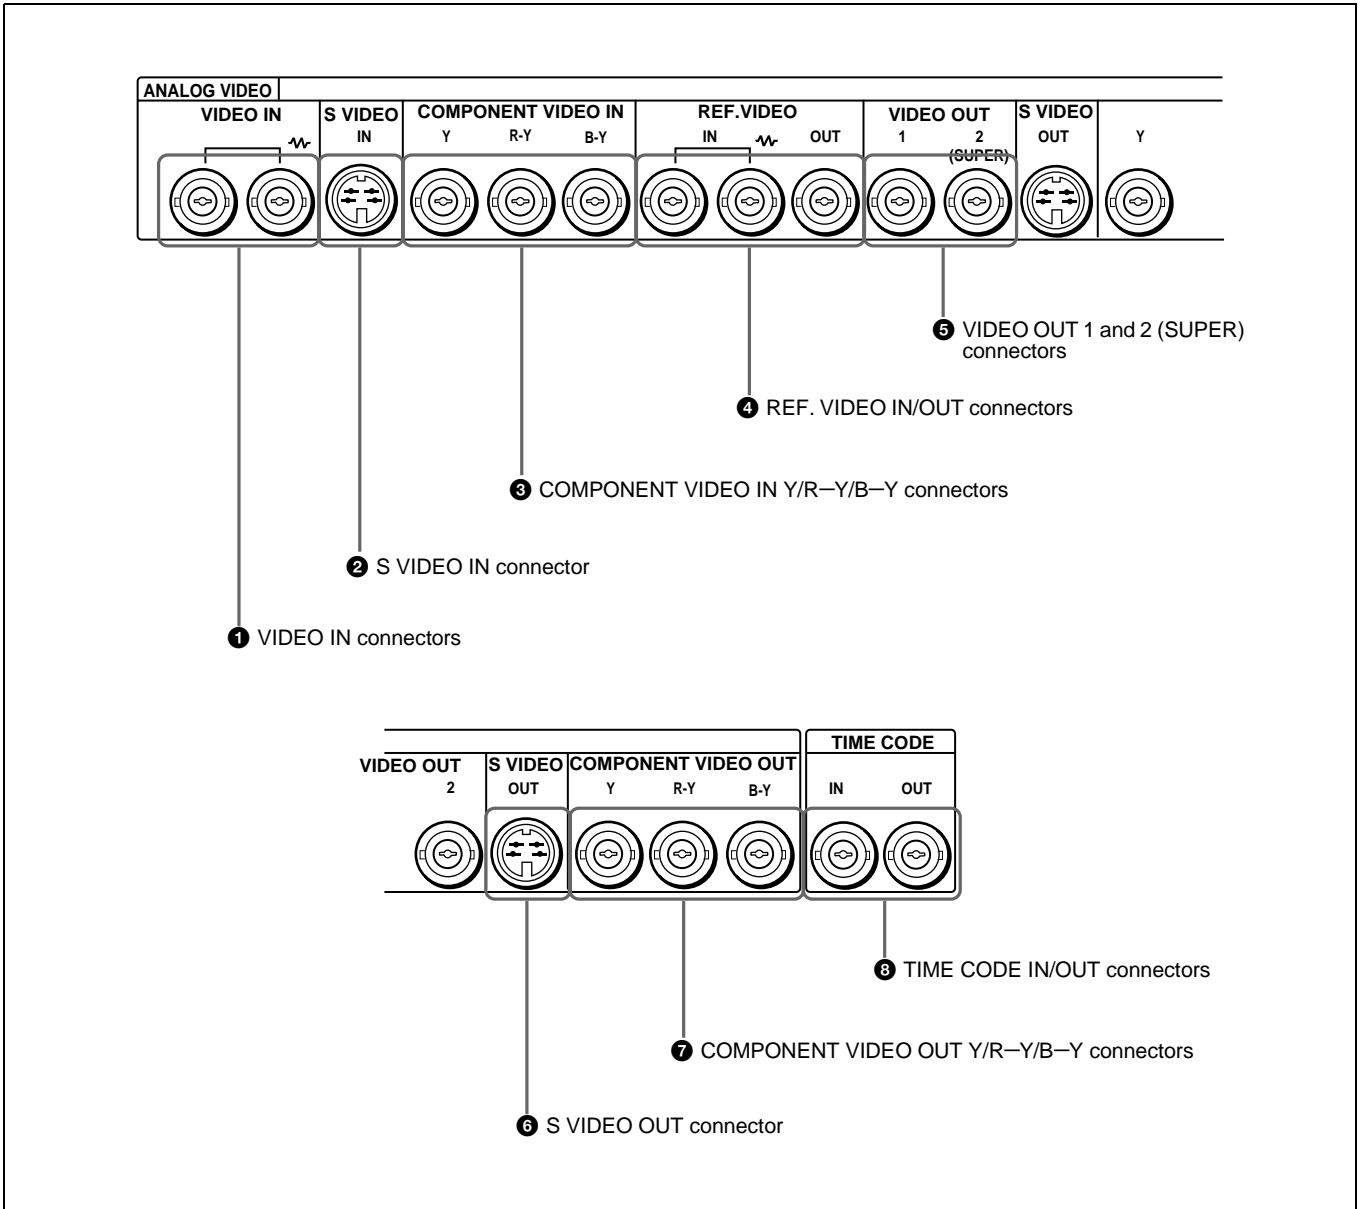 ANALOG VIDEO
VIDEO IN S VIDEO COMPONENT VIDEO IN REF.VIDEO VIDEO OUT S VIDEO
IN Y R-Y B-Y IN OUT 1 2 OUT Y
(SUPER)
❺ VIDEO OUT 1 and 2 (SUPER)
connectors
❹ REF. VIDEO IN/OUT connectors
❸ COMPONENT VIDEO IN Y/R—Y/B—Y connectors
❷ S VIDEO IN connector
❶ VIDEO IN connectors
TIME CODE
VIDEO OUT S VIDEO COMPONENT VIDEO OUT
2 OUT Y R-Y B-Y IN OUT
❽ TIME CODE IN/OUT connectors
❼ COMPONENT VIDEO OUT Y/R—Y/B—Y connectors
❻ S VIDEO OUT connector